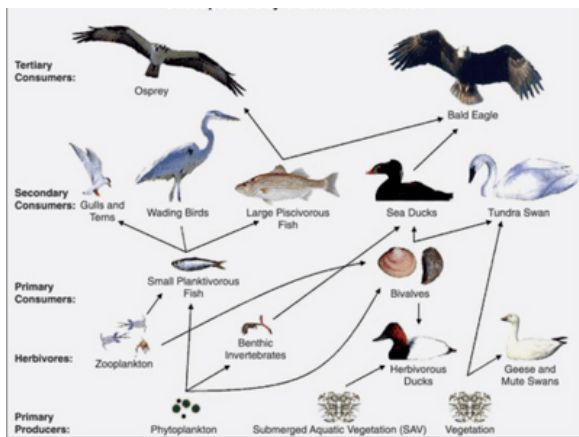 Tertiary
Consumers:
Osprey
Bald Eagle
Secondary
Consumers:
Gulls and
Terns
Wading Birds
Large Piscivorous
Fish
Sea Ducks
Tundra Swan
Primary
Consumers:
Small Planktivorous
Fish
Bivalves
Herbivores:
Zooplankton
Benthic
Invertebrates
Herbivorous
Ducks
Geese and
Mute Swans
Primary
Producers:
Phytoplankton
Submerged Aquatic Vegetation (SAV)
Vegetation